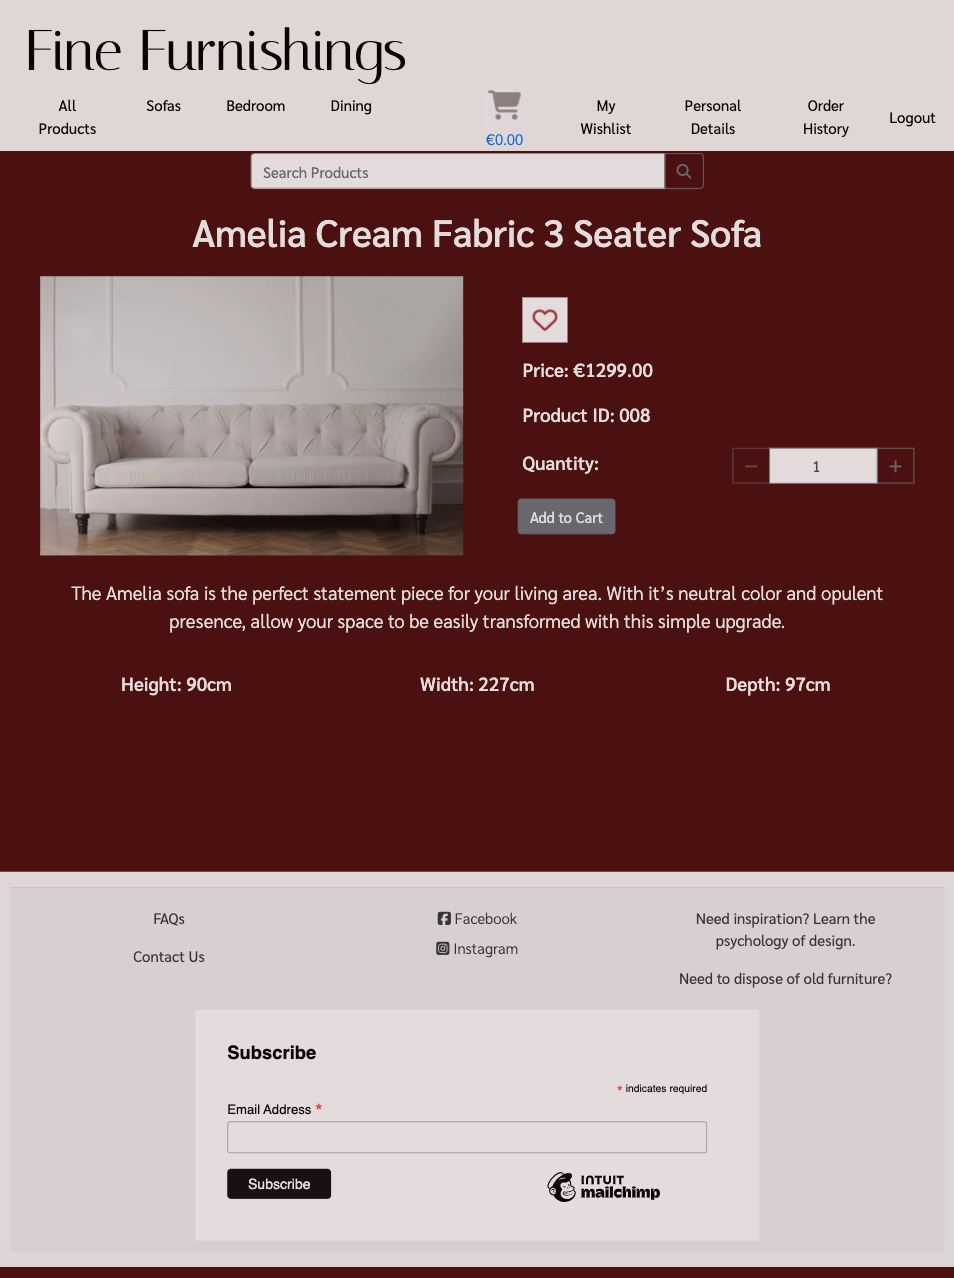 Fine Furnishings
All Products
Sofas
Bedroom
Dining
€0.00
My Wishlist
Personal Details
Order History
Logout
Search Products
Amelia Cream Fabric 3 Seater Sofa
Price: €1299.00
Product ID: 008
Quantity:
1
Add to Cart
The Amelia sofa is the perfect statement piece for your living area. With it’s neutral color and opulent
presence, allow your space to be easily transformed with this simple upgrade.
Height: 90cm
Width: 227cm
Depth: 97cm
FAQs
Contact Us
Facebook
Instagram
Need inspiration? Learn the
psychology of design.
Need to dispose of old furniture?
Subscribe
* indicates required
Email Address *
Subscribe
INTUIT
mailchimp